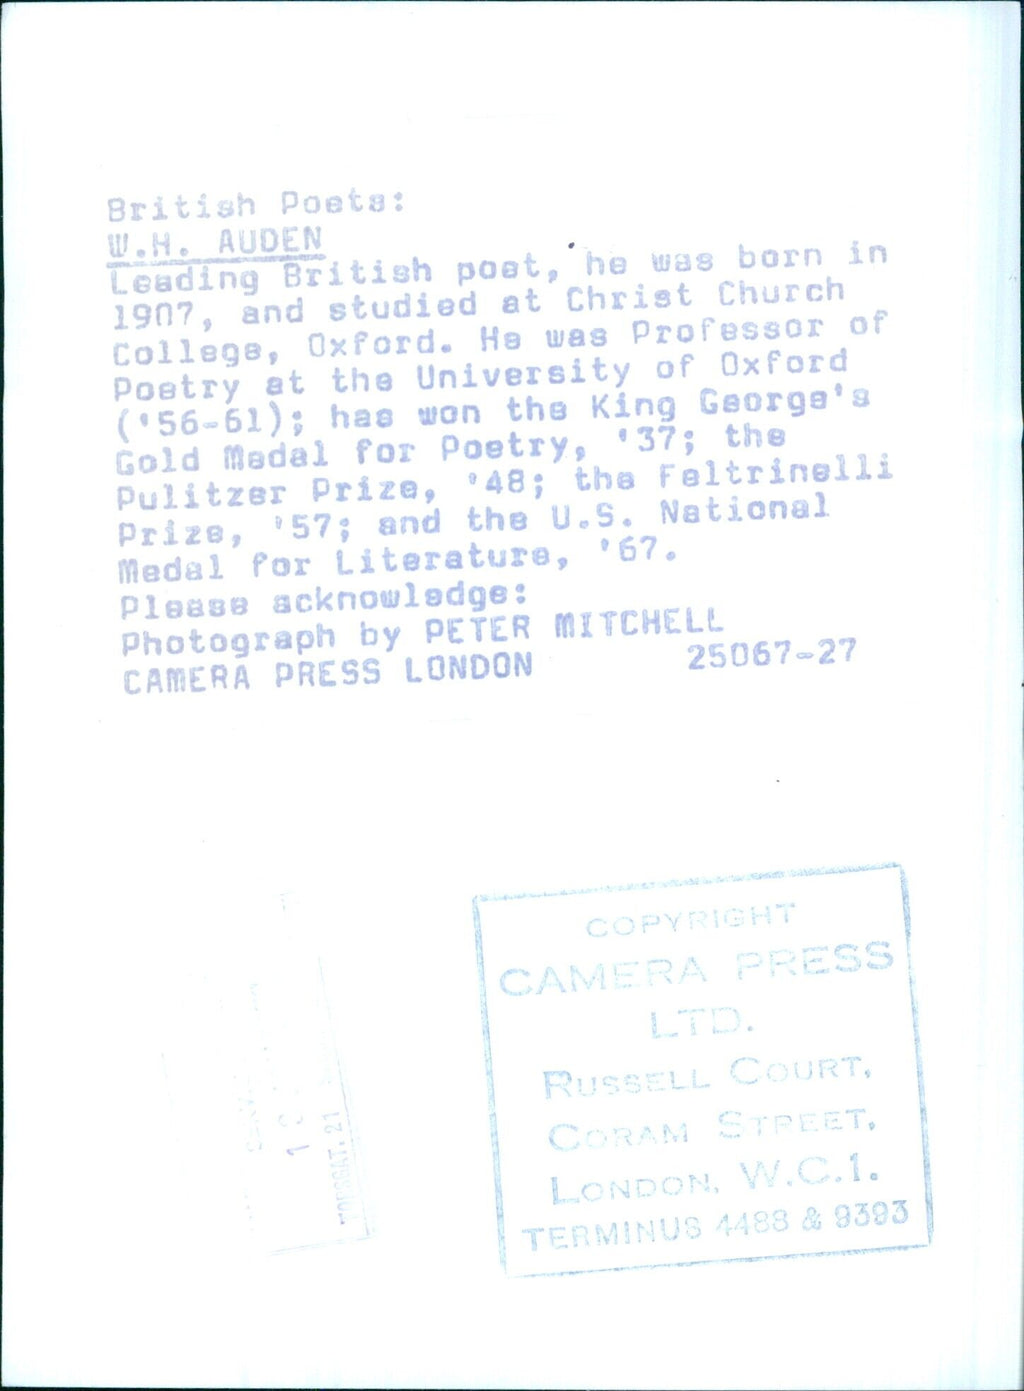 British Poets:
W.H. AUDEN
Leading British poet, he was born in
1907, and studied at Christ Church
College, Oxford. He was Professor of
Poetry at the University of Oxford
('56-61); has won the King George's
Gold Medal for Poetry, '37; the
Pulitzer Prize, '48; the Feltrinelli
Prize, '57; and the U.S. National
Medal for Literature, '67.
Please acknowledge:
Photograph by PETER MITCHELL
CAMERA PRESS LONDON 25067-27
COPYRIGHT
CAMERA PRESS
LTD.
RUSSELL COURT,
CORAM STREET,
LONDON, W.C.1.
TERMINUS 4488 & 9393